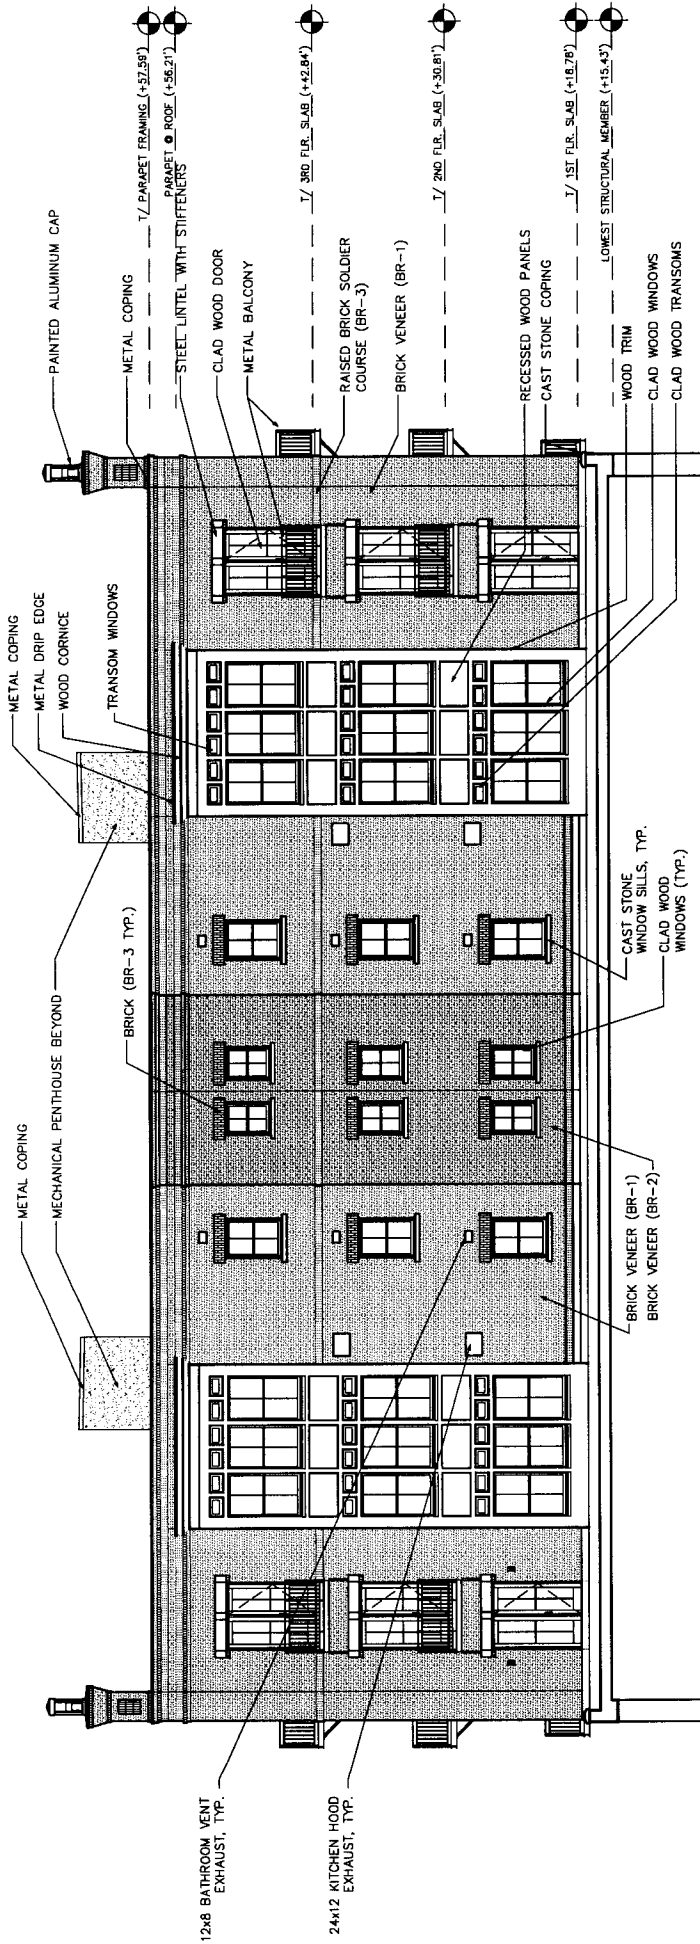 METAL COPING
MECHANICAL PENTHOUSE BEYOND
BRICK (BR-3 TYP.)
METAL COPING
METAL DRIP EDGE
WOOD CORNICE
TRANSOM WINDOWS
PAINTED ALUMINUM CAP
METAL COPING
T/ PARAPET FRAMING (+57.59')
PARAPET @ ROOF (+56.21')
STEEL LINTEL WITH STIFFENERS
CLAD WOOD DOOR
METAL BALCONY
T/ 3RD FLR. SLAB (+42.84')
RAISED BRICK SOLDIER
COURSE (BR-3)
BRICK VENEER (BR-1)
T/ 2ND FLR. SLAB (+30.81')
RECESSED WOOD PANELS
CAST STONE COPING
T/ 1ST FLR. SLAB (+18.78')
LOWEST STRUCTURAL MEMBER (+15.43')
WOOD TRIM
CLAD WOOD WINDOWS
CLAD WOOD TRANSOMS
12x8 BATHROOM VENT
EXHAUST, TYP.
24x12 KITCHEN HOOD
EXHAUST, TYP.
BRICK VENEER (BR-1)
BRICK VENEER (BR-2)
CAST STONE
WINDOW SILLS, TYP.
CLAD WOOD
WINDOWS (TYP.)